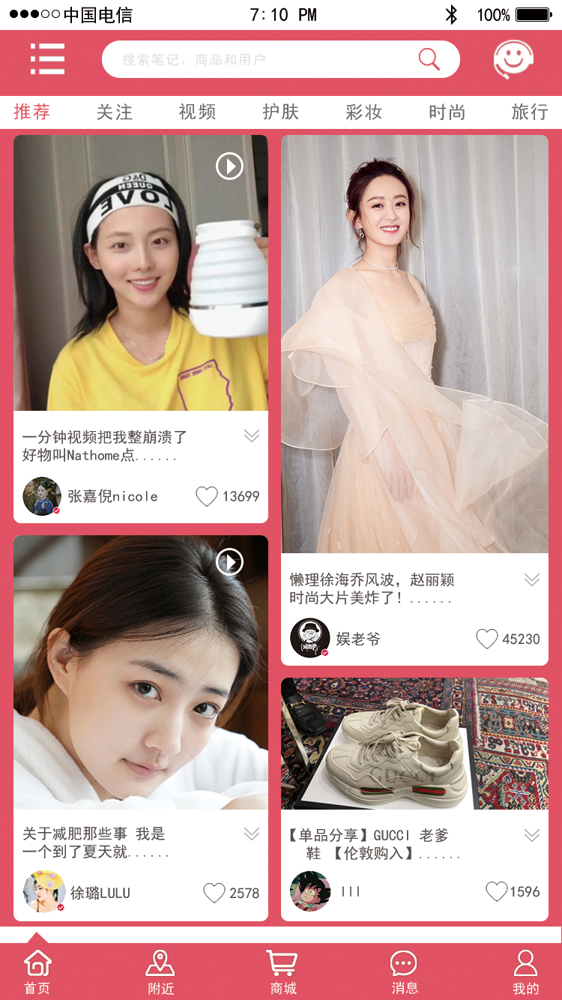 中国电信 7:10 PM 100%
搜索笔记、商品和用户
推荐 关注 视频 护肤 彩妆 时尚 旅行
D&G
QUEEN
LOVE
一分钟视频把我整崩溃了
好物叫Nathome点......
张嘉倪nicole 13699
懒理徐海乔风波，赵丽颖
时尚大片美炸了！......
娱老爷 45230
关于减肥那些事 我是
一个到了夏天就......
徐璐LULU 2578
GUCCY
【单品分享】GUCCI 老爹
鞋 【伦敦购入】......
lll 1596
首页 附近 商城 消息 我的